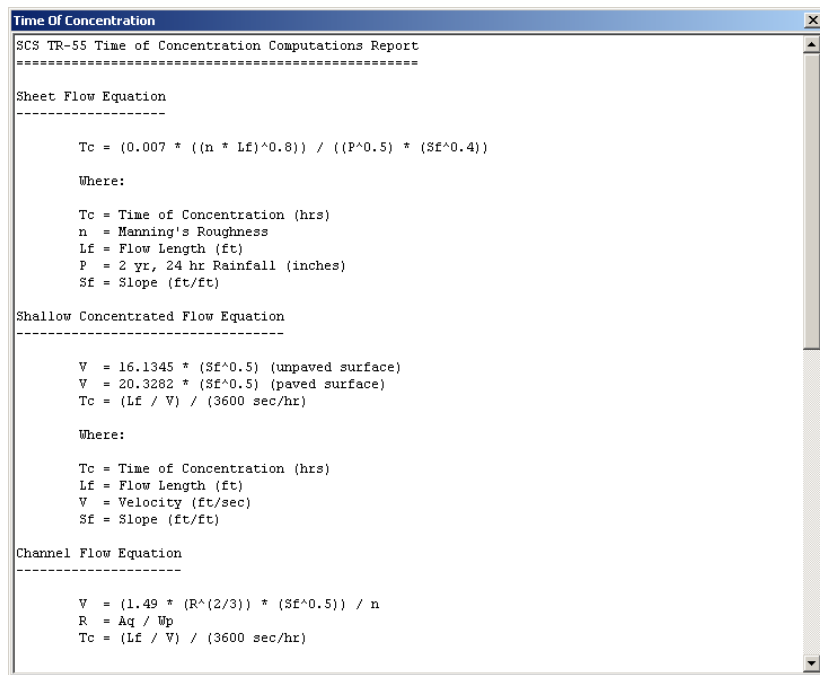 Time Of Concentration
SCS TR-55 Time of Concentration Computations Report
===================================================
Sheet Flow Equation
-------------------
Tc = (0.007 * ((n * Lf)^0.8)) / ((P^0.5) * (Sf^0.4))
Where:
Tc = Time of Concentration (hrs)
n  = Manning's Roughness
Lf = Flow Length (ft)
P  = 2 yr, 24 hr Rainfall (inches)
Sf = Slope (ft/ft)
Shallow Concentrated Flow Equation
----------------------------------
V  = 16.1345 * (Sf^0.5) (unpaved surface)
V  = 20.3282 * (Sf^0.5) (paved surface)
Tc = (Lf / V) / (3600 sec/hr)
Where:
Tc = Time of Concentration (hrs)
Lf = Flow Length (ft)
V  = Velocity (ft/sec)
Sf = Slope (ft/ft)
Channel Flow Equation
---------------------
V  = (1.49 * (R^(2/3)) * (Sf^0.5)) / n
R  = Aq / Wp
Tc = (Lf / V) / (3600 sec/hr)